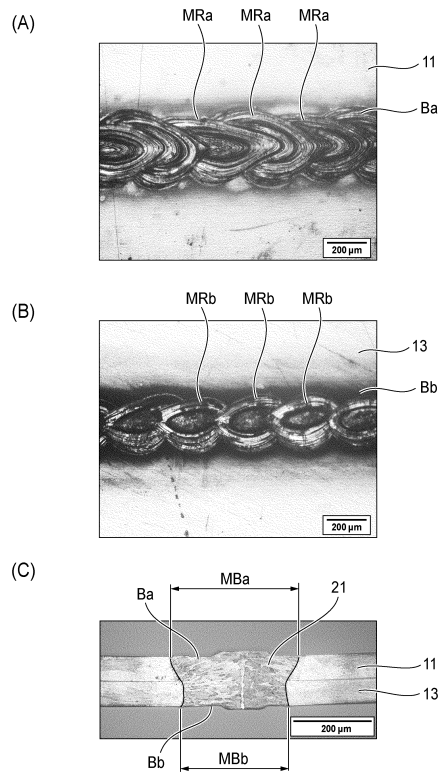 (A)
MRa MRa MRa
11
Ba
200 µm
(B)
MRb MRb MRb
13
Bb
200 µm
(C)
MBa
Ba 21
11
13
200 µm
Bb MBb